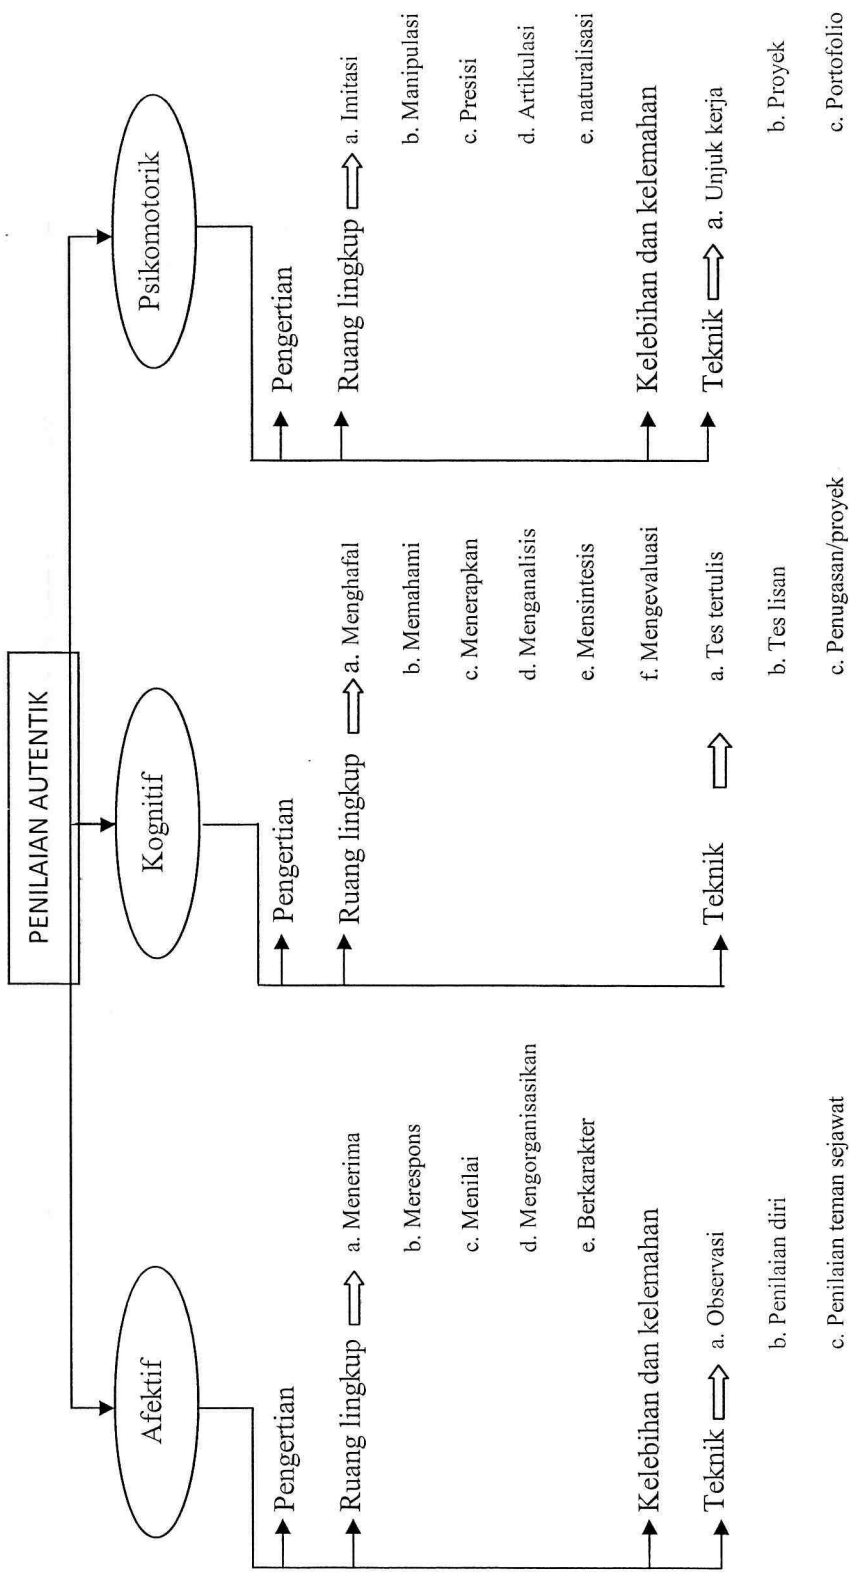 PENILAIAN AUTENTIK
Afektif
Pengertian
Ruang lingkup
a. Menerima
b. Merespons
c. Menilai
d. Mengorganisasikan
e. Berkarakter
Kelebihan dan kelemahan
Teknik
a. Observasi
b. Penilaian diri
c. Penilaian teman sejawat
Kognitif
Pengertian
Ruang lingkup
a. Menghafal
b. Memahami
c. Menerapkan
d. Menganalisis
e. Mensintesis
f. Mengevaluasi
Teknik
a. Tes tertulis
b. Tes lisan
c. Penugasan/proyek
Psikomotorik
Pengertian
Ruang lingkup
a. Imitasi
b. Manipulasi
c. Presisi
d. Artikulasi
e. naturalisasi
Kelebihan dan kelemahan
Teknik
a. Unjuk kerja
b. Proyek
c. Portofolio